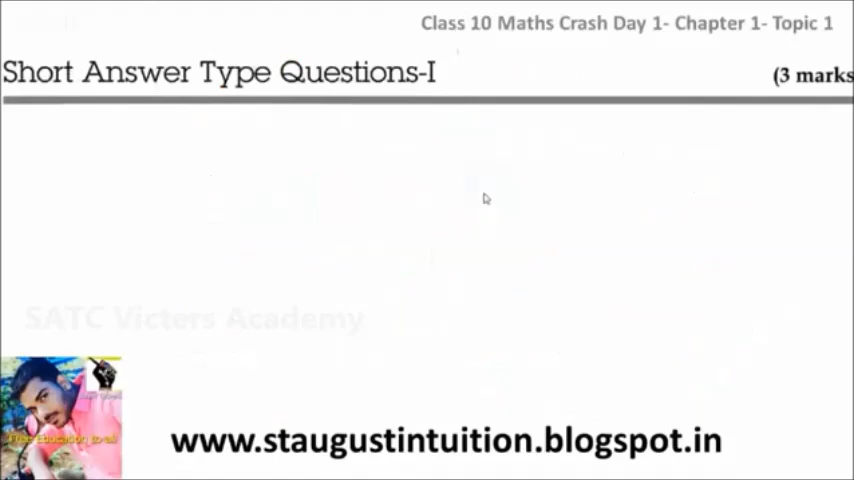 Class 10 Maths Crash Day 1- Chapter 1- Topic 1
Short Answer Type Questions-I
(3 marks
SATC Victers Academy
Free education to all
www.staugustintuition.blogspot.in